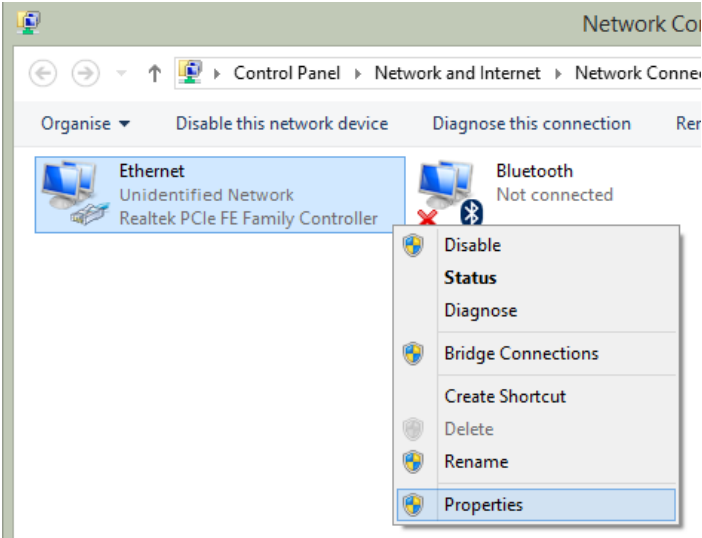 Network Co
Control Panel Network and Internet Network Conne
Organise Disable this network device Diagnose this connection Rer
Ethernet
Unidentified Network
Realtek PCIe FE Family Controller
Bluetooth
Not connected
Disable
Status
Diagnose
Bridge Connections
Create Shortcut
Delete
Rename
Properties